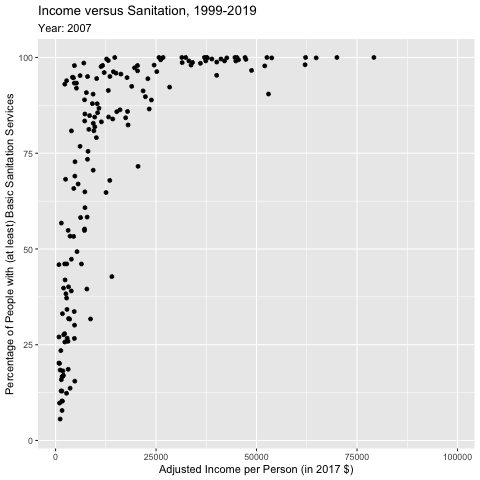 Income versus Sanitation, 1999-2019
Year: 2007
Percentage of People with (at least) Basic Sanitation Services
100
75
50
25
0
0 25000 50000 75000 100000
Adjusted Income per Person (in 2017 $)